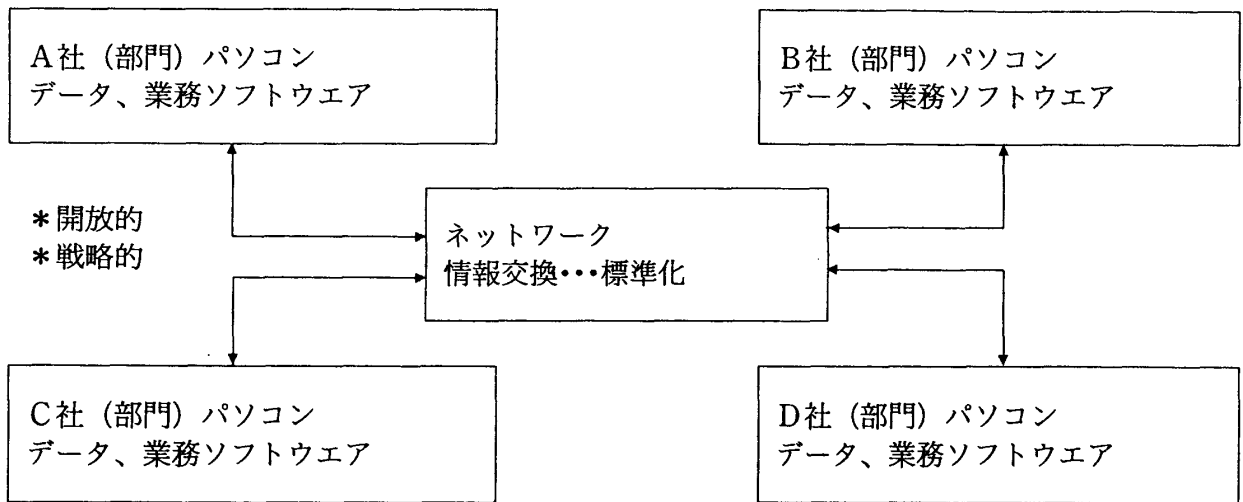 A社（部門）パソコン
データ、業務ソフトウエア
B社（部門）パソコン
データ、業務ソフトウエア
＊開放的
＊戦略的
ネットワーク
情報交換･･･標準化
C社（部門）パソコン
データ、業務ソフトウエア
D社（部門）パソコン
データ、業務ソフトウエア